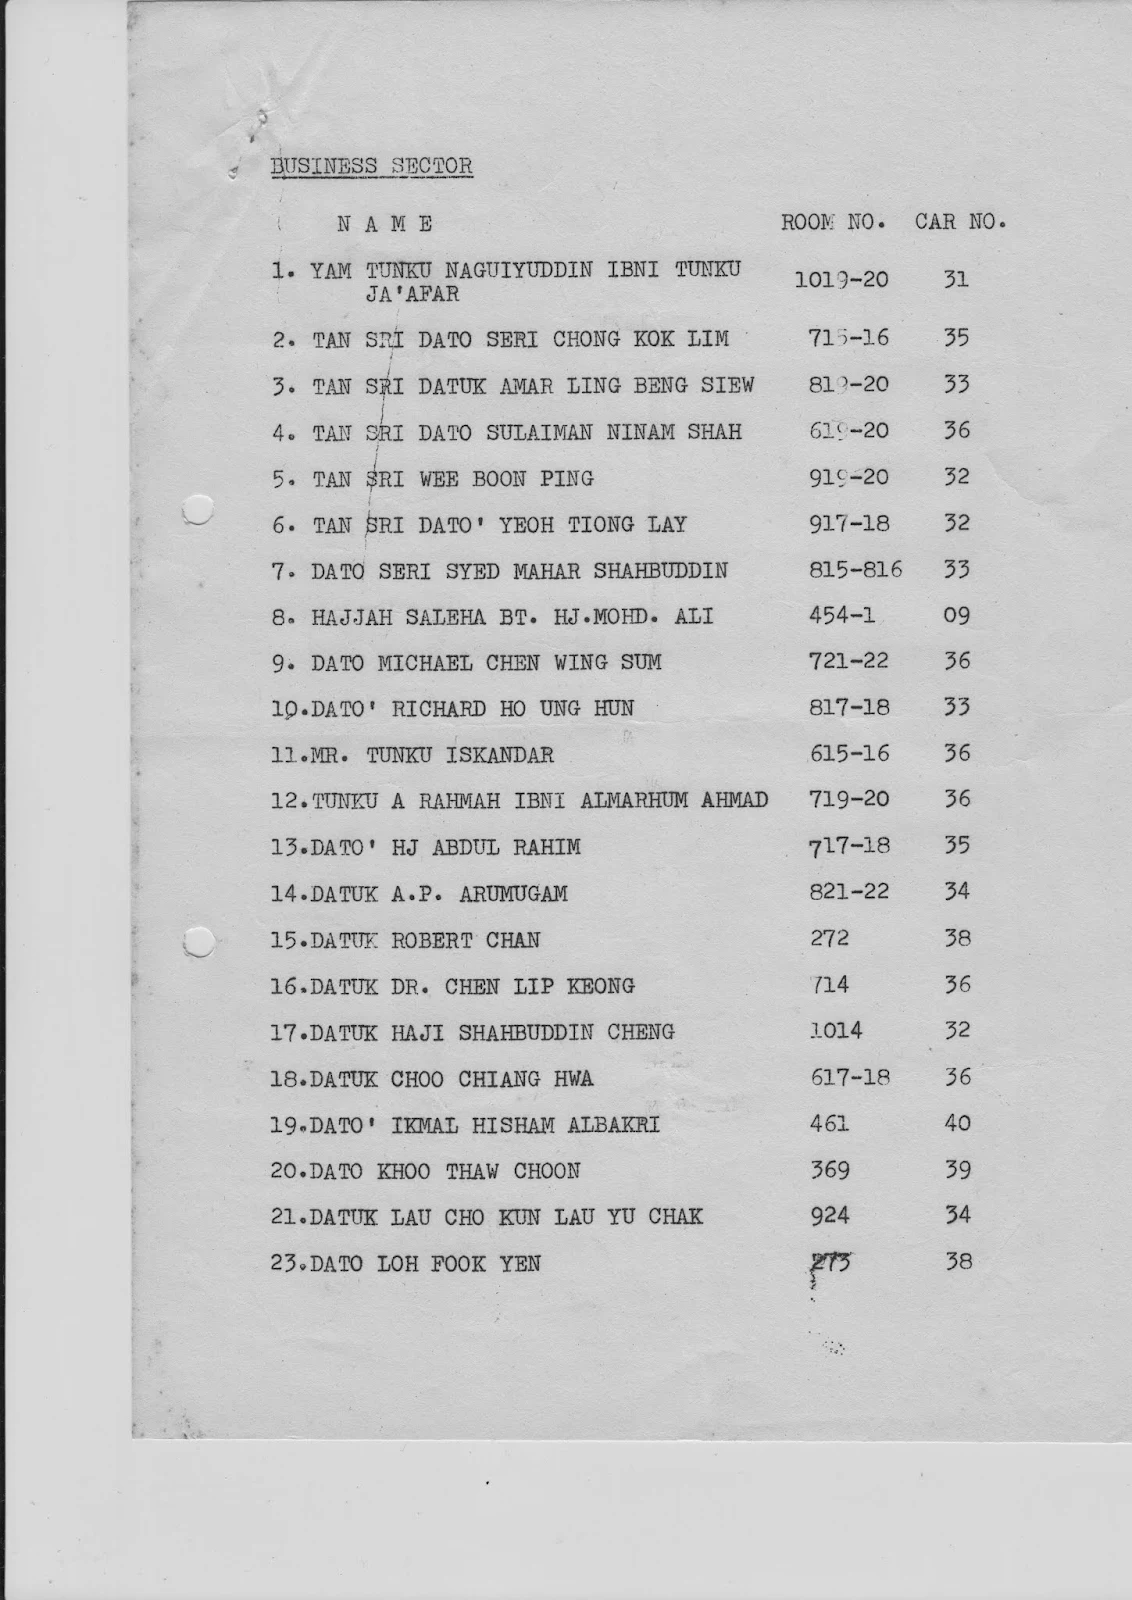 BUSINESS SECTOR
N A M E ROOM NO. CAR NO.
1. YAM TUNKU NAGUIYUDDIN IBNI TUNKU
JA'AFAR 1019-20 31
2. TAN SRI DATO SERI CHONG KOK LIM 715-16 35
3. TAN SRI DATUK AMAR LING BENG SIEW 819-20 33
4. TAN SRI DATO SULAIMAN NINAM SHAH 619-20 36
5. TAN SRI WEE BOON PING 919-20 32
6. TAN SRI DATO' YEOH TIONG LAY 917-18 32
7. DATO SERI SYED MAHAR SHAHBUDDIN 815-816 33
8. HAJJAH SALEHA BT. HJ.MOHD. ALI 454-1 09
9. DATO MICHAEL CHEN WING SUM 721-22 36
10.DATO' RICHARD HO UNG HUN 817-18 33
11.MR. TUNKU ISKANDAR 615-16 36
12.TUNKU A RAHMAH IBNI ALMARHUM AHMAD 719-20 36
13.DATO' HJ ABDUL RAHIM 717-18 35
14.DATUK A.P. ARUMUGAM 821-22 34
15.DATUK ROBERT CHAN 272 38
16.DATUK DR. CHEN LIP KEONG 714 36
17.DATUK HAJI SHAHBUDDIN CHENG 1014 32
18.DATUK CHOO CHIANG HWA 617-18 36
19.DATO' IKMAL HISHAM ALBAKRI 461 40
20.DATO KHOO THAW CHOON 369 39
21.DATUK LAU CHO KUN LAU YU CHAK 924 34
23.DATO LOH FOOK YEN 273 38